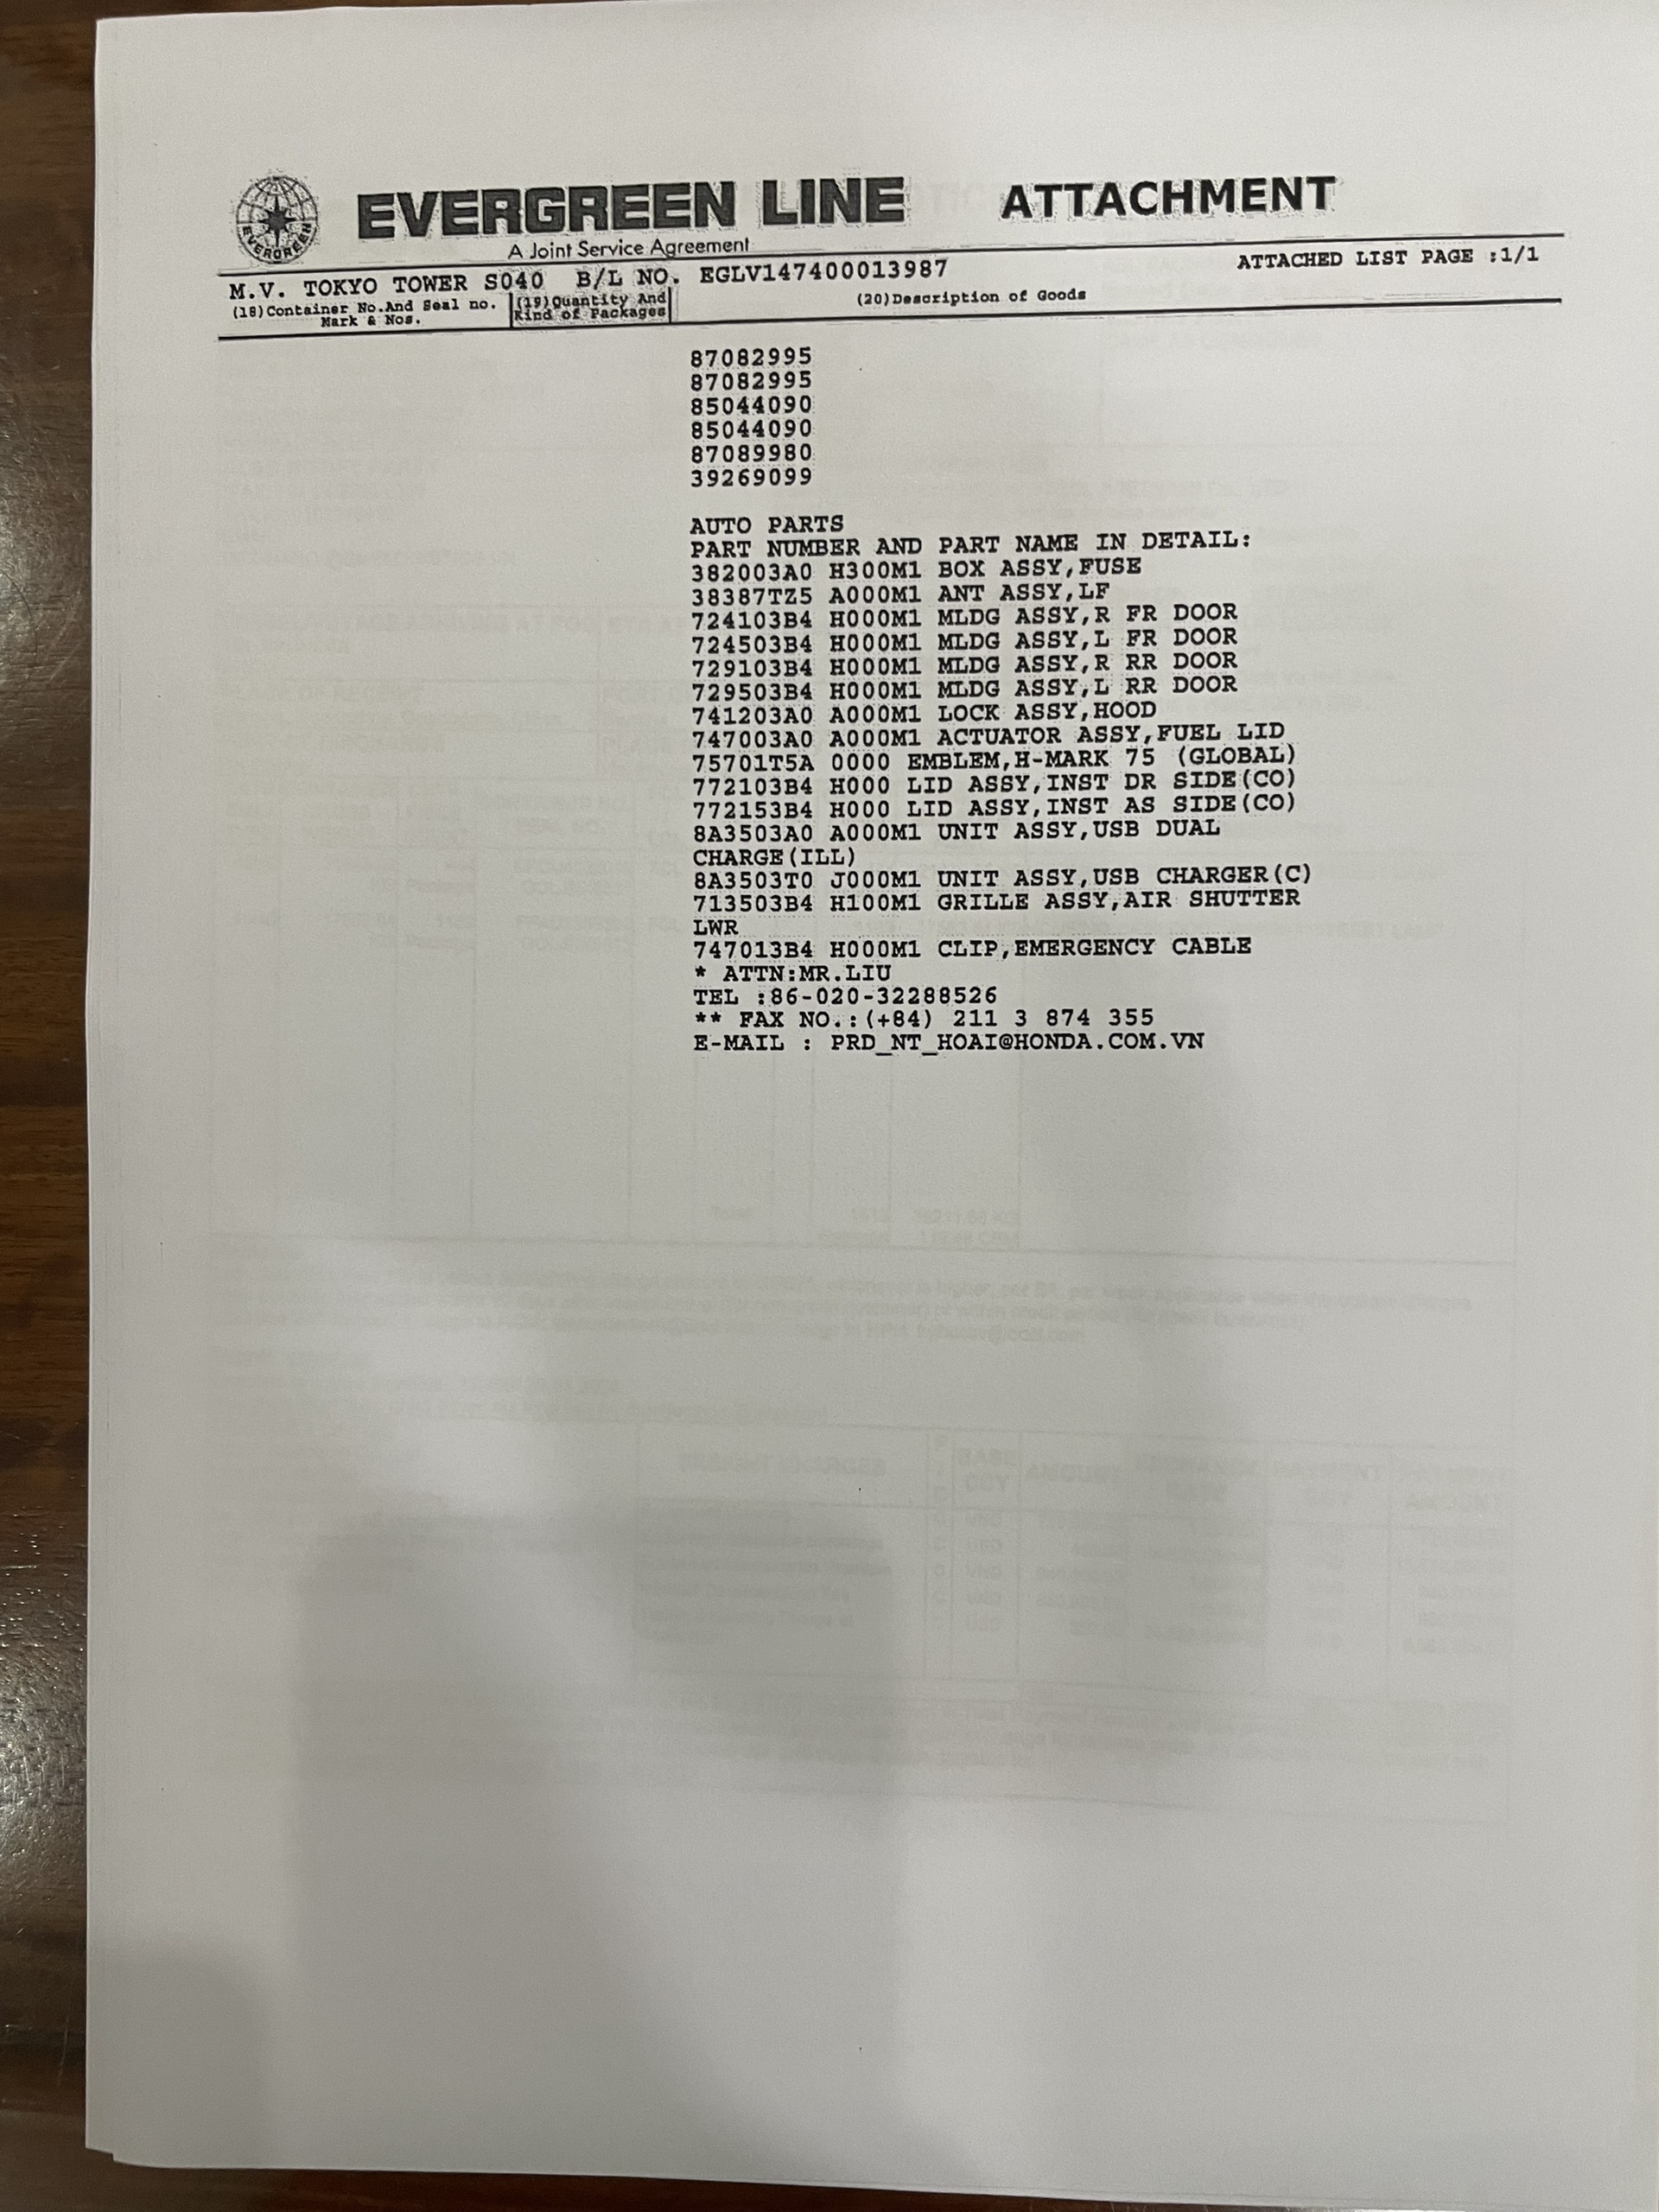 EVERGREEN
EVERGREEN LINE ATTACHMENT
A Joint Service Agreement
M.V. TOKYO TOWER S040 B/L NO. EGLV147400013987 ATTACHED LIST PAGE :1/1
(18)Container No.And Seal no. (19)Quantity And (20)Description of Goods
Mark & Nos. Kind of Packages
87082995
87082995
85044090
85044090
87089980
39269099
AUTO PARTS
PART NUMBER AND PART NAME IN DETAIL:
382003A0 H300M1 BOX ASSY,FUSE
38387TZ5 A000M1 ANT ASSY,LF
724103B4 H000M1 MLDG ASSY,R FR DOOR
724503B4 H000M1 MLDG ASSY,L FR DOOR
729103B4 H000M1 MLDG ASSY,R RR DOOR
729503B4 H000M1 MLDG ASSY,L RR DOOR
741203A0 A000M1 LOCK ASSY,HOOD
747003A0 A000M1 ACTUATOR ASSY,FUEL LID
75701T5A 0000 EMBLEM,H-MARK 75 (GLOBAL)
772103B4 H000 LID ASSY,INST DR SIDE(CO)
772153B4 H000 LID ASSY,INST AS SIDE(CO)
8A3503A0 A000M1 UNIT ASSY,USB DUAL
CHARGE(ILL)
8A3503T0 J000M1 UNIT ASSY,USB CHARGER(C)
713503B4 H100M1 GRILLE ASSY,AIR SHUTTER
LWR
747013B4 H000M1 CLIP,EMERGENCY CABLE
* ATTN:MR.LIU
TEL :86-020-32288526
** FAX NO.:(+84) 211 3 874 355
E-MAIL : PRD_NT_HOAI@HONDA.COM.VN